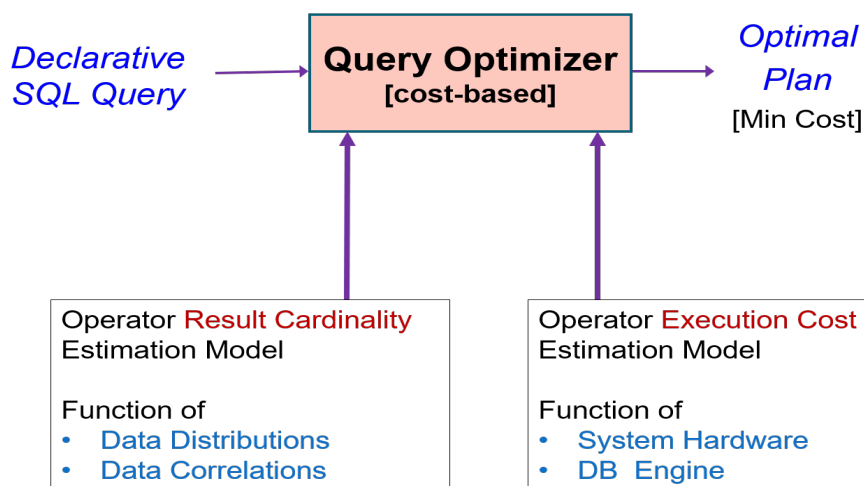 Declarative
SQL Query
Query Optimizer
[cost-based]
Optimal
Plan
[Min Cost]
Operator Result Cardinality
Estimation Model
Function of
• Data Distributions
• Data Correlations
Operator Execution Cost
Estimation Model
Function of
• System Hardware
• DB Engine